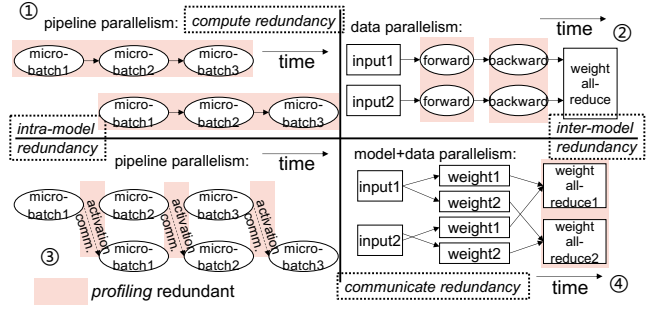 ① pipeline parallelism: compute redundancy
time
micro-batch1 micro-batch2 micro-batch3
micro-batch1 micro-batch2 micro-batch3
intra-model redundancy
data parallelism:
time ②
input1 forward backward weight all-reduce
input2 forward backward
inter-model redundancy
pipeline parallelism: time
micro-batch1 micro-batch2 micro-batch3
activation comm. activation comm. activation comm.
micro-batch1 micro-batch2 micro-batch3
③
profiling redundant
model+data parallelism:
input1 weight1 weight all-reduce1
weight2
input2 weight1 weight all-reduce2
weight2
communicate redundancy
time ④